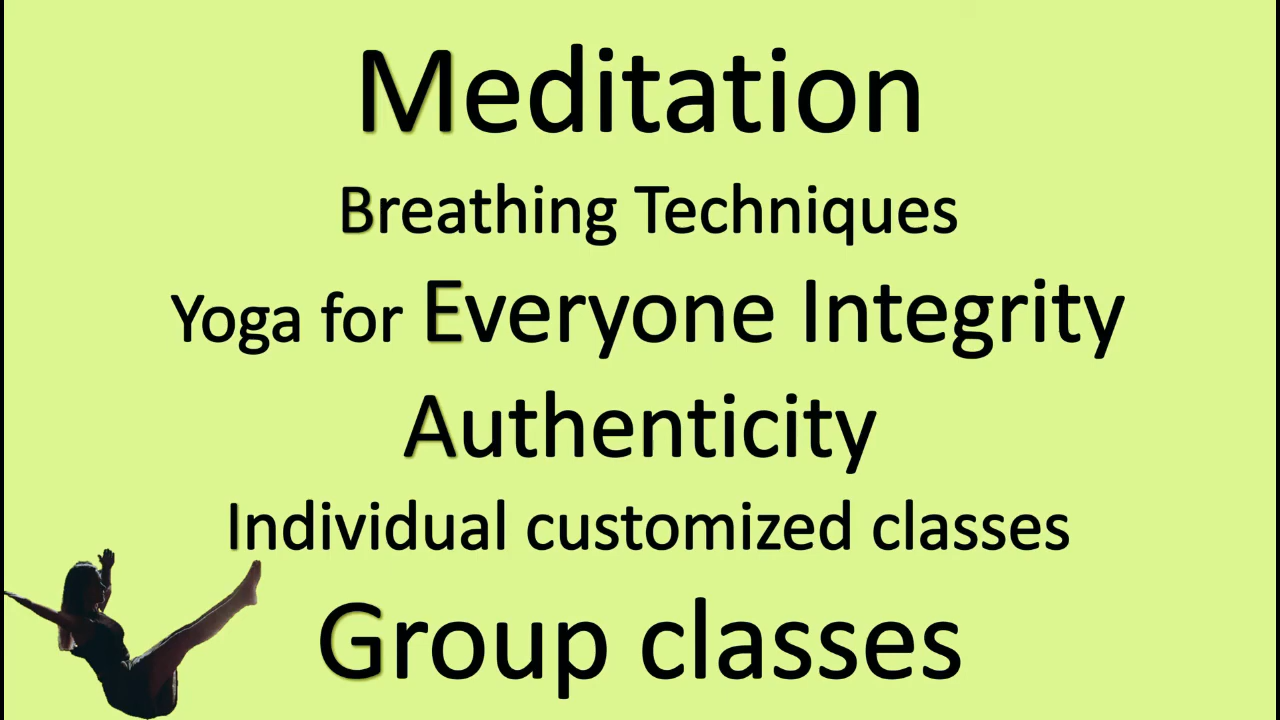 Meditation
Breathing Techniques
Yoga for Everyone Integrity
Authenticity
Individual customized classes
Group classes